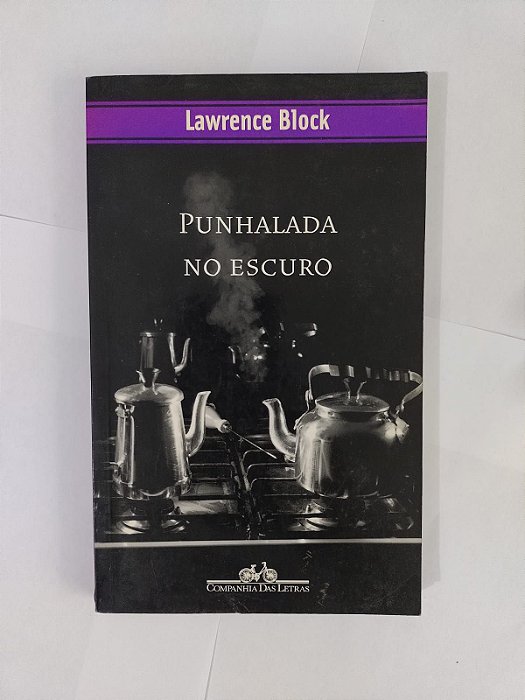 Lawrence Block
PUNHALADA
NO ESCURO
COMPANHIA DAS LETRAS